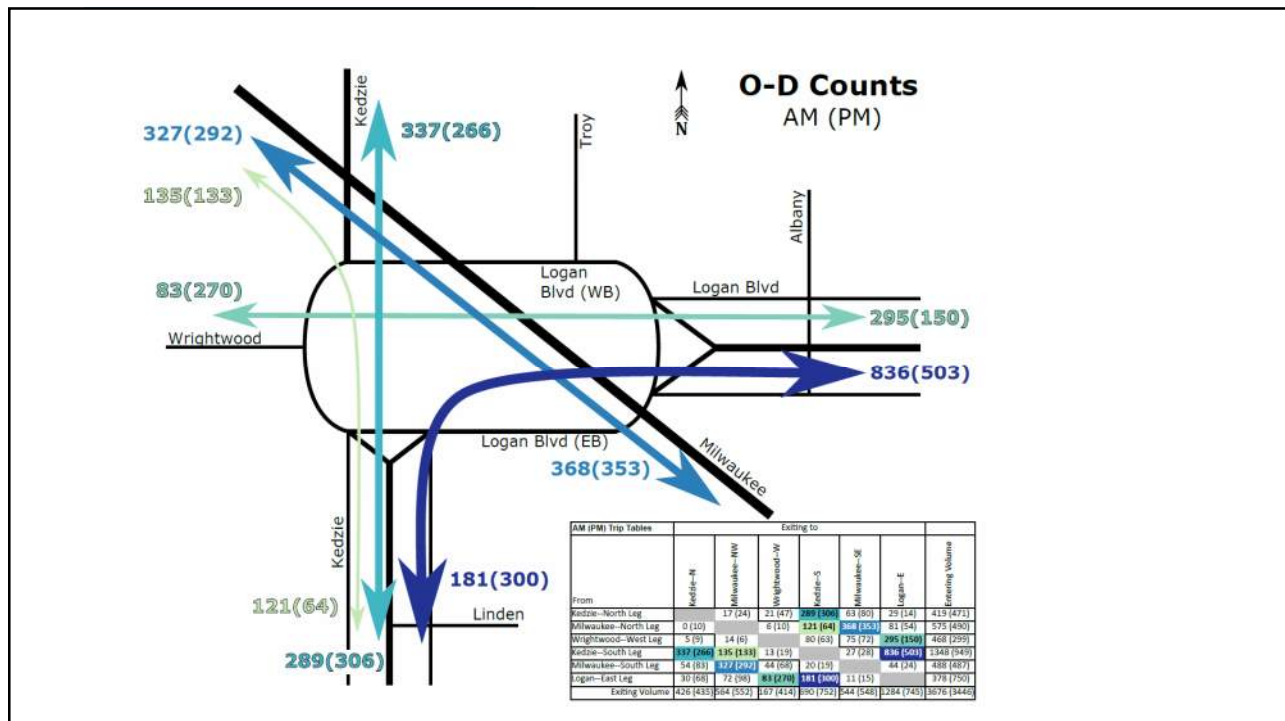 O-D Counts
AM (PM)
N
Kedzie
337(266)
327(292)
135(133)
Troy
Albany
83(270)
Logan
Blvd (WB)
Logan Blvd
295(150)
Wrightwood
836(503)
Logan Blvd (EB)
368(353)
Milwaukee
Kedzie
181(300)
121(64)
Linden
289(306)
AM (PM) Trip Tables Exiting to
From Kedzie--N Milwaukee--NW Wrightwood--W Kedzie--S Milwaukee--SE Logan--E Entering Volume
Kedzie--North Leg 17 (24) 21 (47) 289 (306) 63 (80) 29 (14) 419 (471)
Milwaukee--North Leg 0 (10) 6 (10) 121 (64) 368 (353) 81 (54) 575 (490)
Wrightwood--West Leg 5 (9) 14 (6) 80 (63) 75 (72) 295 (150) 468 (299)
Kedzie--South Leg 337 (266) 135 (133) 13 (19) 27 (28) 836 (503) 1348 (949)
Milwaukee--South Leg 54 (83) 327 (292) 44 (68) 20 (19) 44 (24) 488 (487)
Logan--East Leg 30 (68) 72 (98) 83 (270) 181 (300) 11 (15) 378 (750)
Exiting Volume 426 (435) 564 (552) 167 (414) 690 (752) 544 (548) 1284 (745) 3676 (3446)